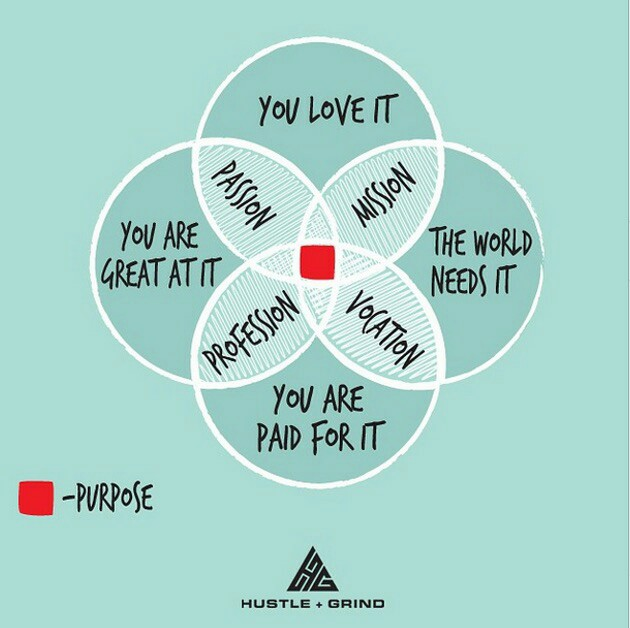 YOU LOVE IT
PASSION
MISSION
YOU ARE
GREAT AT IT
THE WORLD
NEEDS IT
PROFESSION
VOCATION
YOU ARE
PAID FOR IT
-PURPOSE
HUSTLE + GRIND